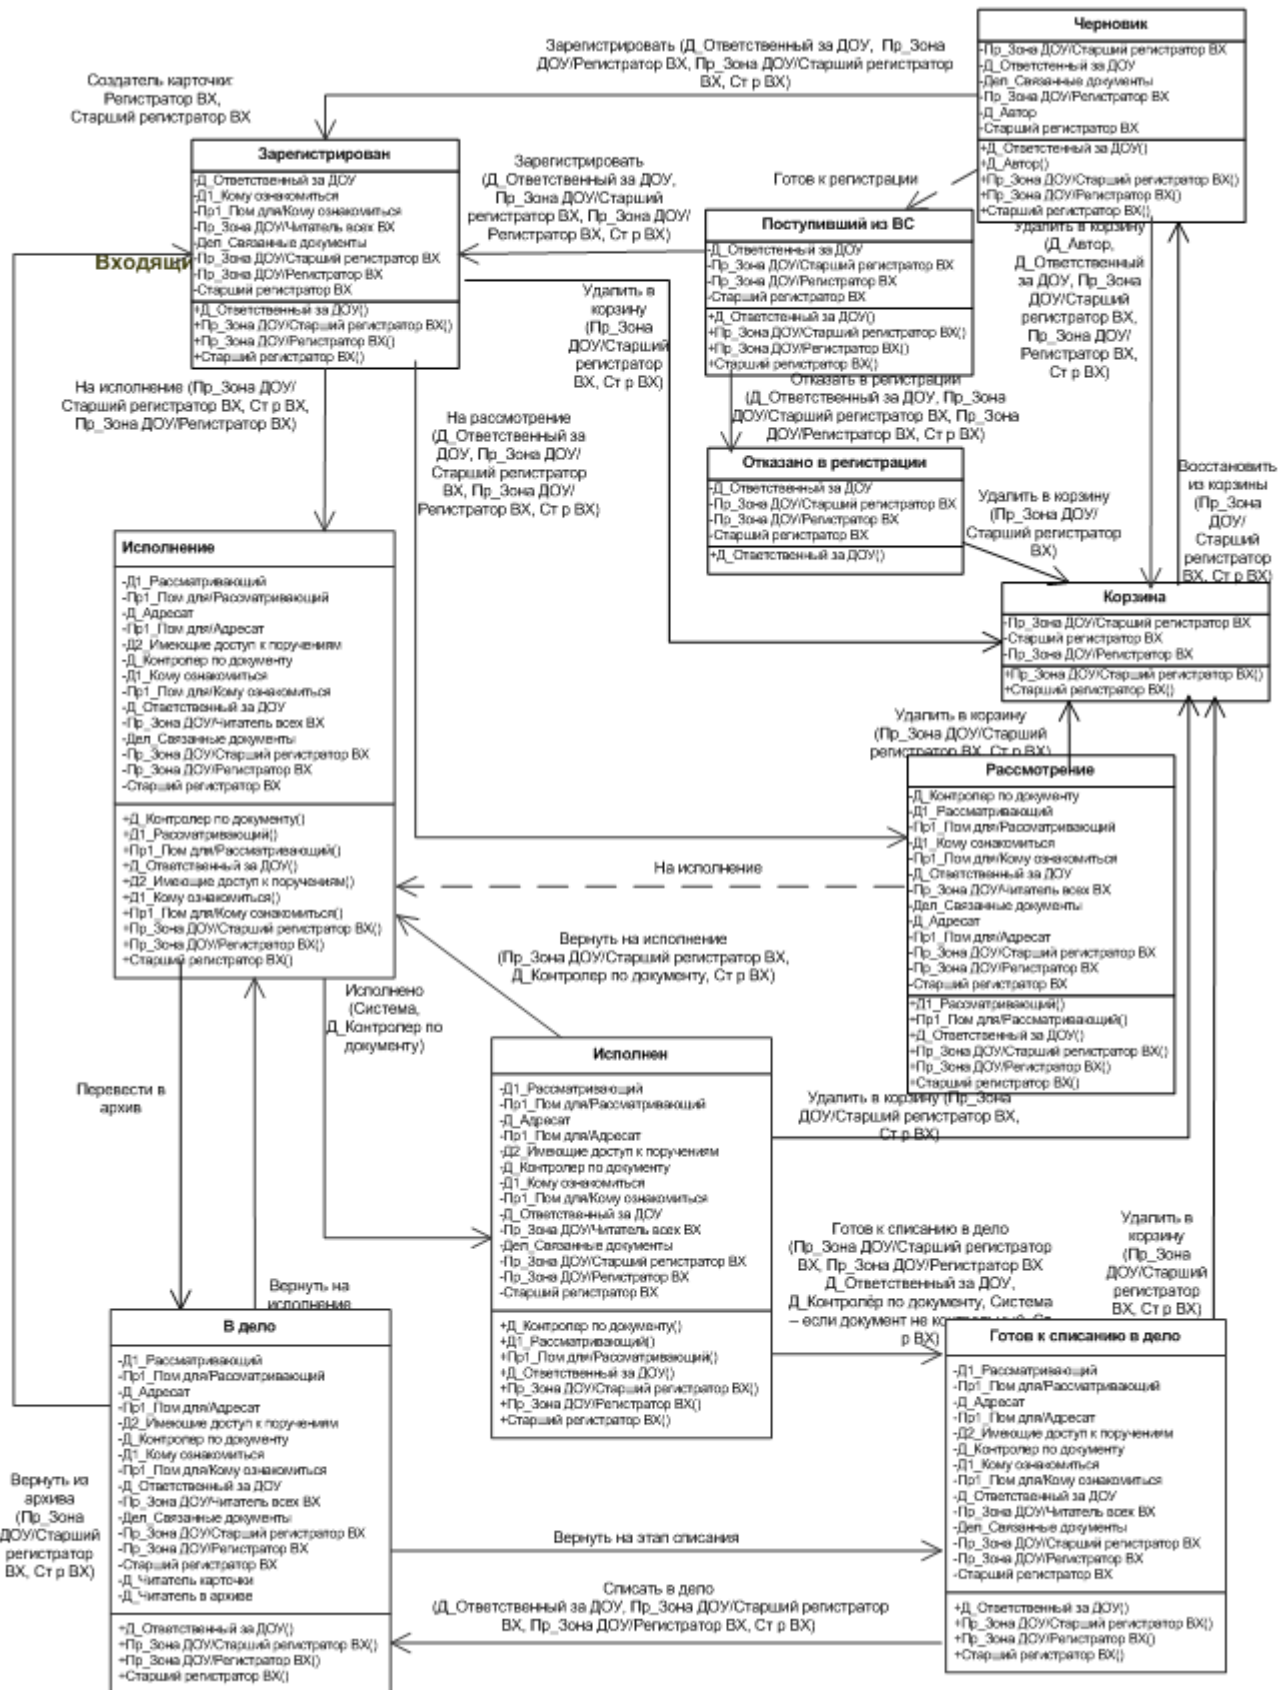 Черновик
-Пр_Зона ДОУ/Старший регистратор ВХ
-Д_Ответстенный за ДОУ
-Деп_Связанные документы
-Пр_Зона ДОУ/Регистратор ВХ
-Д_Автор
-Старший регистратор ВХ
+Д_Ответственный за ДОУ()
+Д_Автор()
+Пр_Зона ДОУ/Старший регистратор ВХ()
+Пр_Зона ДОУ/Регистратор ВХ()
+Старший регистратор ВХ()
Зарегистрировать (Д_Ответственный за ДОУ, Пр_Зона
ДОУ/Регистратор ВХ, Пр_Зона ДОУ/Старший регистратор
ВХ, Ст р ВХ)
Создатель карточки:
Регистратор ВХ,
Старший регистратор ВХ
Зарегистрирован
-Д_Ответственный за ДОУ
-Д1_Кому ознакомиться
-Пр1_Пом для/Кому ознакомиться
-Пр_Зона ДОУ/Читатель всех ВХ
-Деп_Связанные документы
-Пр_Зона ДОУ/Старший регистратор ВХ
-Пр_Зона ДОУ/Регистратор ВХ
-Старший регистратор ВХ
+Д_Ответственный за ДОУ()
+Пр_Зона ДОУ/Старший регистратор ВХ()
+Пр_Зона ДОУ/Регистратор ВХ()
+Старший регистратор ВХ()
Входящи
Зарегистрировать
(Д_Ответственный за ДОУ,
Пр_Зона ДОУ/Старший
регистратор ВХ, Пр_Зона ДОУ/
Регистратор ВХ, Ст р ВХ)
Готов к регистрации
Поступивший из ВС
-Д_Ответстенный за ДОУ
-Пр_Зона ДОУ/Старший регистратор ВХ
-Пр_Зона ДОУ/Регистратор ВХ
-Старший регистратор ВХ
+Д_Ответстенный за ДОУ()
+Пр_Зона ДОУ/Старший регистратор ВХ()
+Пр_Зона ДОУ/Регистратор ВХ()
+Старший регистратор ВХ()
Удалить в корзину
(Д_Автор,
Д_Ответственный
за ДОУ, Пр_Зона
ДОУ/Старший
регистратор ВХ,
Пр_Зона ДОУ/
Регистратор ВХ,
Ст р ВХ)
Удалить в
корзину
(Пр_Зона
ДОУ/Старший
регистратор
ВХ, Ст р ВХ)
На исполнение (Пр_Зона ДОУ/
Старший регистратор ВХ, Ст р ВХ,
Пр_Зона ДОУ/Регистратор ВХ)
На рассмотрение
(Д_Ответственный за
ДОУ, Пр_Зона ДОУ/
Старший регистратор
ВХ, Пр_Зона ДОУ/
Регистратор ВХ, Ст р ВХ)
Отказать в регистрации
(Д_Ответственный за ДОУ, Пр_Зона
ДОУ/Старший регистратор ВХ, Пр_Зона
ДОУ/Регистратор ВХ, Ст р ВХ)
Отказано в регистрации
-Д_Ответственный за ДОУ
-Пр_Зона ДОУ/Старший регистратор ВХ
-Пр_Зона ДОУ/Регистратор ВХ
-Старший регистратор ВХ
+Д_Ответственный за ДОУ()
Удалить в корзину
(Пр_Зона ДОУ/
Старший регистратор
ВХ)
Восстановить
из корзины
(Пр_Зона
ДОУ/
Старший
регистратор
ВХ, Ст р ВХ)
Корзина
-Пр_Зона ДОУ/Старший регистратор ВХ
-Старший регистратор ВХ
-Пр_Зона ДОУ/Регистратор ВХ
+Пр_Зона ДОУ/Старший регистратор ВХ()
+Старший регистратор ВХ()
Исполнение
-Д1_Рассматривающий
-Пр1_Пом для/Рассматривающий
-Д_Адресат
-Пр1_Пом для/Адресат
-Д2_Имеющие доступ к поручениям
-Д_Контролер по документу
-Д1_Кому ознакомиться
-Пр1_Пом для/Кому ознакомиться
-Д_Ответственный за ДОУ
-Пр_Зона ДОУ/Читатель всех ВХ
-Деп_Связанные документы
-Пр_Зона ДОУ/Старший регистратор ВХ
-Пр_Зона ДОУ/Регистратор ВХ
-Старший регистратор ВХ
+Д_Контролер по документу()
+Д1_Рассматривающий()
+Пр1_Пом для/Рассматривающий()
+Д_Ответственный за ДОУ()
+Д2_Имеющие доступ к поручениям()
+Д1_Кому ознакомиться()
+Пр1_Пом для/Кому ознакомиться()
+Пр_Зона ДОУ/Старший регистратор ВХ()
+Пр_Зона ДОУ/Регистратор ВХ()
+Старший регистратор ВХ()
Удалить в корзину
(Пр_Зона ДОУ/Старший
регистратор ВХ, Ст р ВХ)
Рассмотрение
-Д_Контролер по документу
-Д1_Рассматривающий
-Пр1_Пом для/Рассматривающий
-Д1_Кому ознакомиться
-Пр1_Пом для/Кому ознакомиться
-Д_Ответственный за ДОУ
-Пр_Зона ДОУ/Читатель всех ВХ
-Деп_Связанные документы
-Д_Адресат
-Пр1_Пом для/Адресат
-Пр_Зона ДОУ/Старший регистратор ВХ
-Пр_Зона ДОУ/Регистратор ВХ
-Старший регистратор ВХ
+Д1_Рассматривающий()
+Пр1_Пом для/Рассматривающий()
+Д_Ответственный за ДОУ()
+Пр_Зона ДОУ/Старший регистратор ВХ()
+Пр_Зона ДОУ/Регистратор ВХ()
+Старший регистратор ВХ()
На исполнение
Вернуть на исполнение
(Пр_Зона ДОУ/Старший регистратор ВХ,
Д_Контролер по документу, Ст р ВХ)
Исполнено
(Система,
Д_Контролер по
документу)
Перевести в
архив
Исполнен
-Д1_Рассматривающий
-Пр1_Пом для/Рассматривающий
-Д_Адресат
-Пр1_Пом для/Адресат
-Д2_Имеющие доступ к поручениям
-Д_Контролер по документу
-Д1_Кому ознакомиться
-Пр1_Пом для/Кому ознакомиться
-Д_Ответственный за ДОУ
-Пр_Зона ДОУ/Читатель всех ВХ
-Деп_Связанные документы
-Пр_Зона ДОУ/Старший регистратор ВХ
-Пр_Зона ДОУ/Регистратор ВХ
-Старший регистратор ВХ
+Д_Контролер по документу()
+Д1_Рассматривающий()
+Пр1_Пом для/Рассматривающий()
+Д_Ответственный за ДОУ()
+Пр_Зона ДОУ/Старший регистратор ВХ()
+Пр_Зона ДОУ/Регистратор ВХ()
+Старший регистратор ВХ()
Удалить в корзину (Пр_Зона
ДОУ/Старший регистратор ВХ,
Ст р ВХ)
Готов к списанию в дело
(Пр_Зона ДОУ/Старший регистратор
ВХ, Пр_Зона ДОУ/Регистратор ВХ
Д_Ответственный за ДОУ,
Д_Контролёр по документу, Система
– если документ не
р ВХ)
Удалить в
корзину
(Пр_Зона
ДОУ/Старший
регистратор
ВХ, Ст р ВХ)
Вернуть на
исполнение
В дело
-Д1_Рассматривающий
-Пр1_Пом для/Рассматривающий
-Д_Адресат
-Пр1_Пом для/Адресат
-Д2_Имеющие доступ к поручениям
-Д_Контролер по документу
-Д1_Кому ознакомиться
-Пр1_Пом для/Кому ознакомиться
-Д_Ответственный за ДОУ
-Пр_Зона ДОУ/Читатель всех ВХ
-Деп_Связанные документы
-Пр_Зона ДОУ/Старший регистратор ВХ
-Пр_Зона ДОУ/Регистратор ВХ
-Старший регистратор ВХ
-Д_Читатель карточки
-Д_Читатель в архиве
+Д_Ответственный за ДОУ()
+Пр_Зона ДОУ/Старший регистратор ВХ()
+Пр_Зона ДОУ/Регистратор ВХ()
+Старший регистратор ВХ()
Готов к списанию в дело
-Д1_Рассматривающий
-Пр1_Пом для/Рассматривающий
-Д_Адресат
-Пр1_Пом для/Адресат
-Д2_Имеющие доступ к поручениям
-Д_Контролер по документу
-Д1_Кому ознакомиться
-Пр1_Пом для/Кому ознакомиться
-Д_Ответственный за ДОУ
-Пр_Зона ДОУ/Читатель всех ВХ
-Деп_Связанные документы
-Пр_Зона ДОУ/Старший регистратор ВХ
-Пр_Зона ДОУ/Регистратор ВХ
-Старший регистратор ВХ
+Д_Ответственный за ДОУ()
+Пр_Зона ДОУ/Старший регистратор ВХ()
+Пр_Зона ДОУ/Регистратор ВХ()
+Старший регистратор ВХ()
Вернуть из
архива
(Пр_Зона
ДОУ/Старший
регистратор
ВХ, Ст р ВХ)
Вернуть на этап списания
Списать в дело
(Д_Ответственный за ДОУ, Пр_Зона ДОУ/Старший регистратор
ВХ, Пр_Зона ДОУ/Регистратор ВХ, Ст р ВХ)